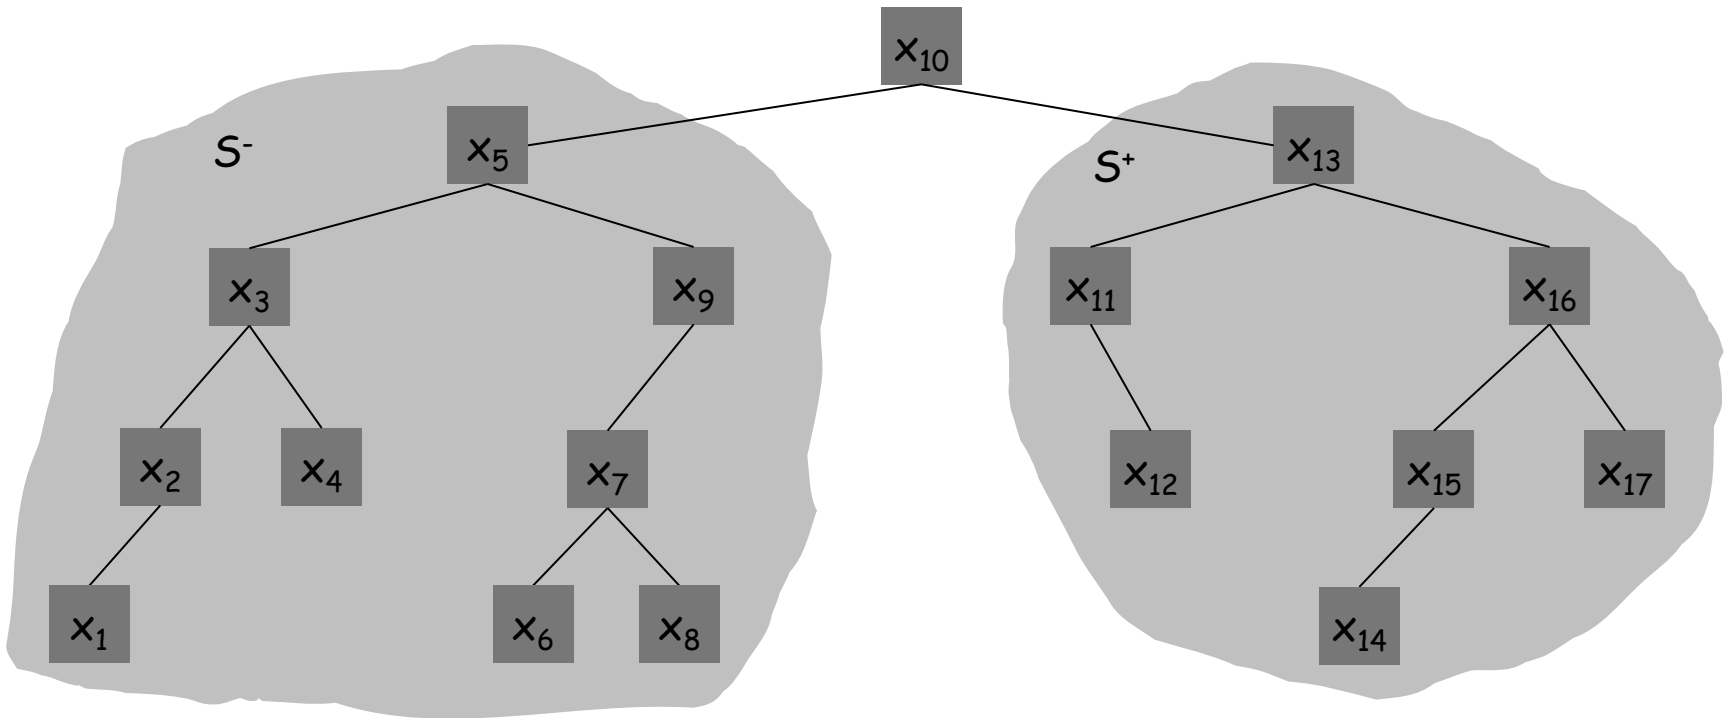 x₁₀
S⁻
x₅
S⁺
x₁₃
x₃
x₉
x₁₁
x₁₆
x₂
x₄
x₇
x₁₂
x₁₅
x₁₇
x₁
x₆
x₈
x₁₄